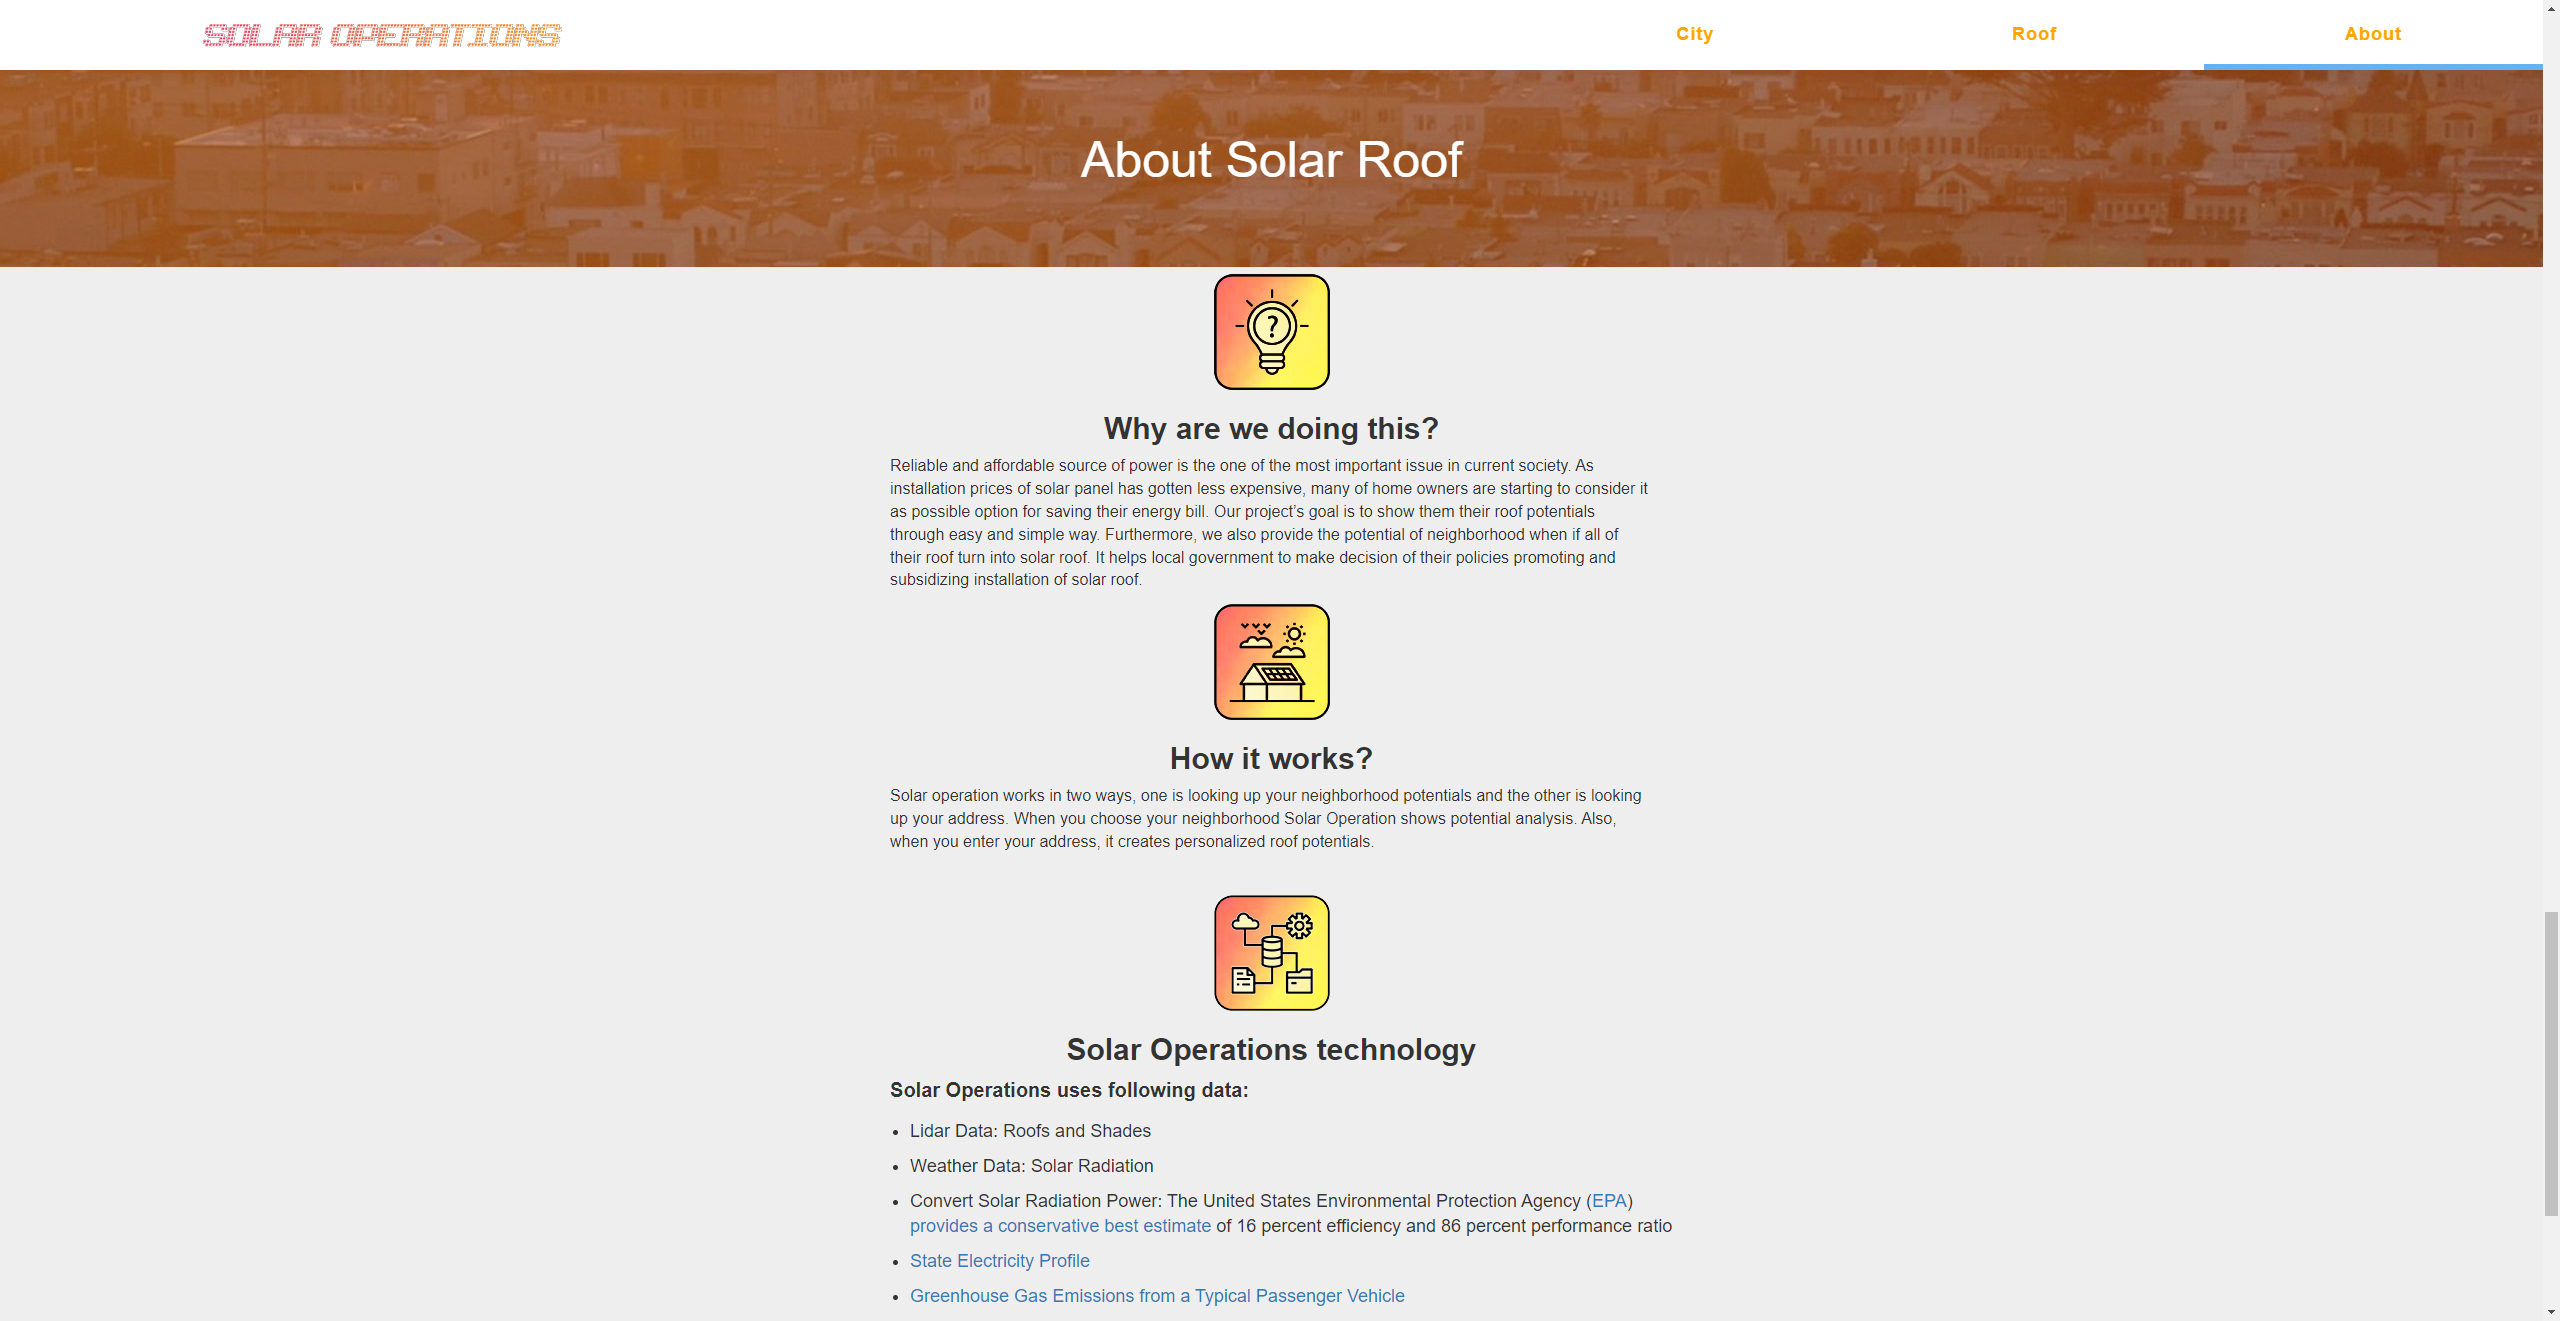 SOLAR OPERATIONS
City
Roof
About
About Solar Roof
?
Why are we doing this?
Reliable and affordable source of power is the one of the most important issue in current society. As
installation prices of solar panel has gotten less expensive, many of home owners are starting to consider it
as possible option for saving their energy bill. Our project’s goal is to show them their roof potentials
through easy and simple way. Furthermore, we also provide the potential of neighborhood when if all of
their roof turn into solar roof. It helps local government to make decision of their policies promoting and
subsidizing installation of solar roof.
How it works?
Solar operation works in two ways, one is looking up your neighborhood potentials and the other is looking
up your address. When you choose your neighborhood Solar Operation shows potential analysis. Also,
when you enter your address, it creates personalized roof potentials.
Solar Operations technology
Solar Operations uses following data:
• Lidar Data: Roofs and Shades
• Weather Data: Solar Radiation
• Convert Solar Radiation Power: The United States Environmental Protection Agency (EPA)
provides a conservative best estimate of 16 percent efficiency and 86 percent performance ratio
• State Electricity Profile
• Greenhouse Gas Emissions from a Typical Passenger Vehicle